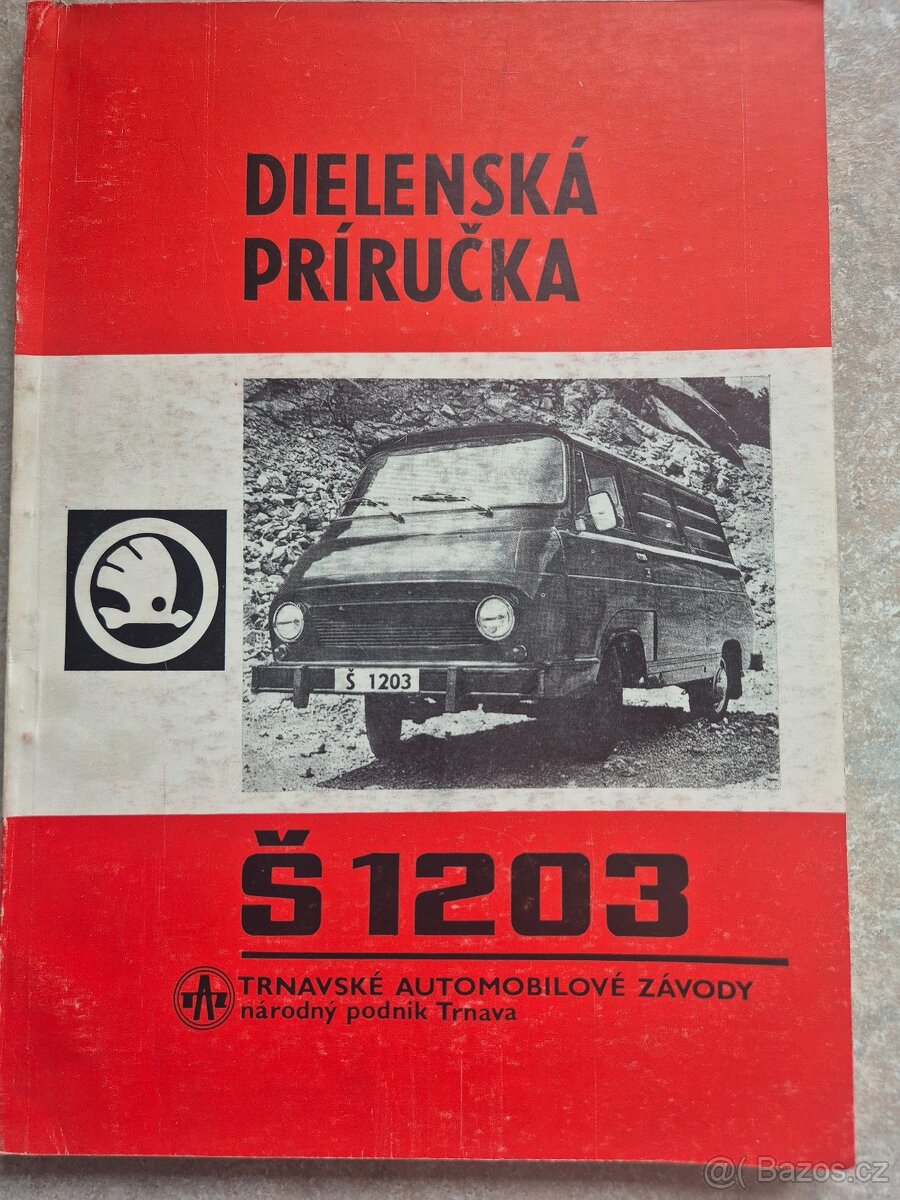 DIELENSKÁ
PRÍRUČKA
Š 1203
Š 1203
TRNAVSKÉ AUTOMOBILOVÉ ZÁVODY
národný podnik Trnava
@( Bazos.cz